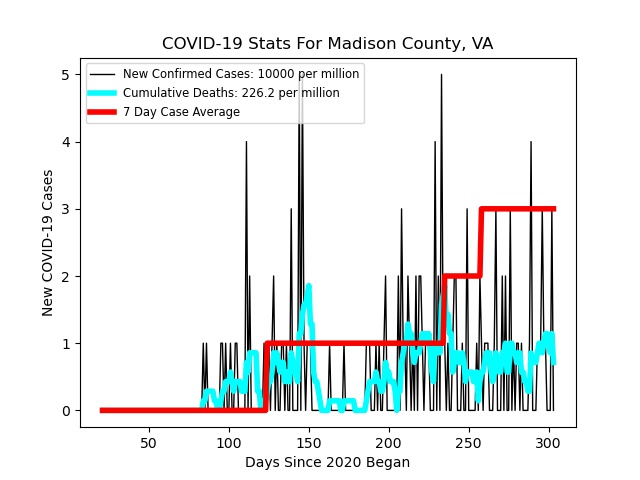 COVID-19 Stats For Madison County, VA
New Confirmed Cases: 10000 per million
Cumulative Deaths: 226.2 per million
7 Day Case Average
New COVID-19 Cases
5
4
3
2
1
0
50 100 150 200 250 300
Days Since 2020 Began